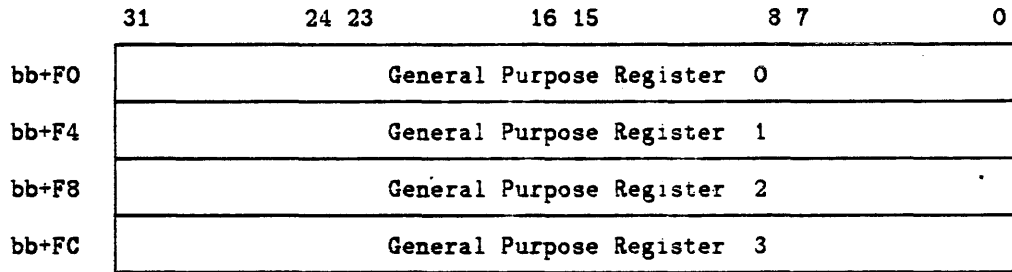 31 24 23 16 15 8 7 0
bb+F0 General Purpose Register 0
bb+F4 General Purpose Register 1
bb+F8 General Purpose Register 2
bb+FC General Purpose Register 3